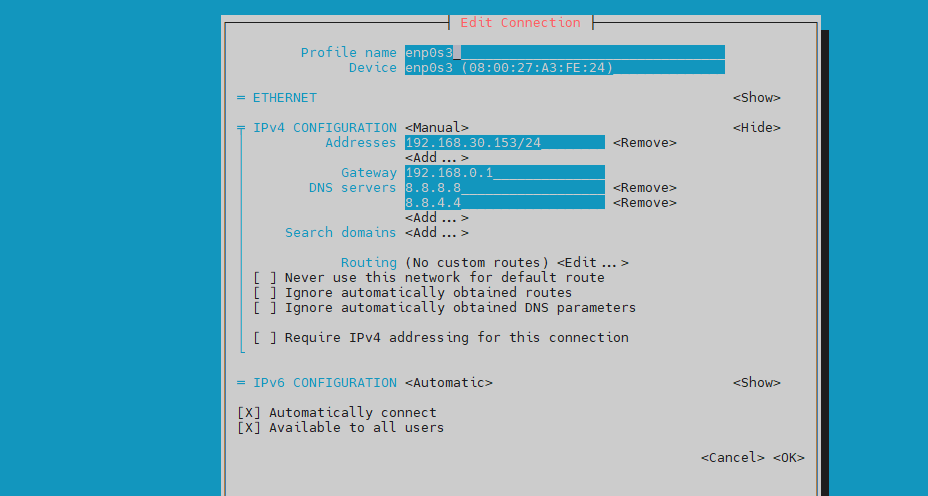 Edit Connection
Profile name enp0s3
Device enp0s3 (08:00:27:A3:FE:24)
= ETHERNET <Show>
IPv4 CONFIGURATION <Manual> <Hide>
Addresses 192.168.30.153/24 <Remove>
<Add...>
Gateway 192.168.0.1
DNS servers 8.8.8.8 <Remove>
8.8.4.4 <Remove>
<Add...>
Search domains <Add...>
Routing (No custom routes) <Edit...>
[ ] Never use this network for default route
[ ] Ignore automatically obtained routes
[ ] Ignore automatically obtained DNS parameters
[ ] Require IPv4 addressing for this connection
= IPv6 CONFIGURATION <Automatic> <Show>
[X] Automatically connect
[X] Available to all users
<Cancel> <OK>